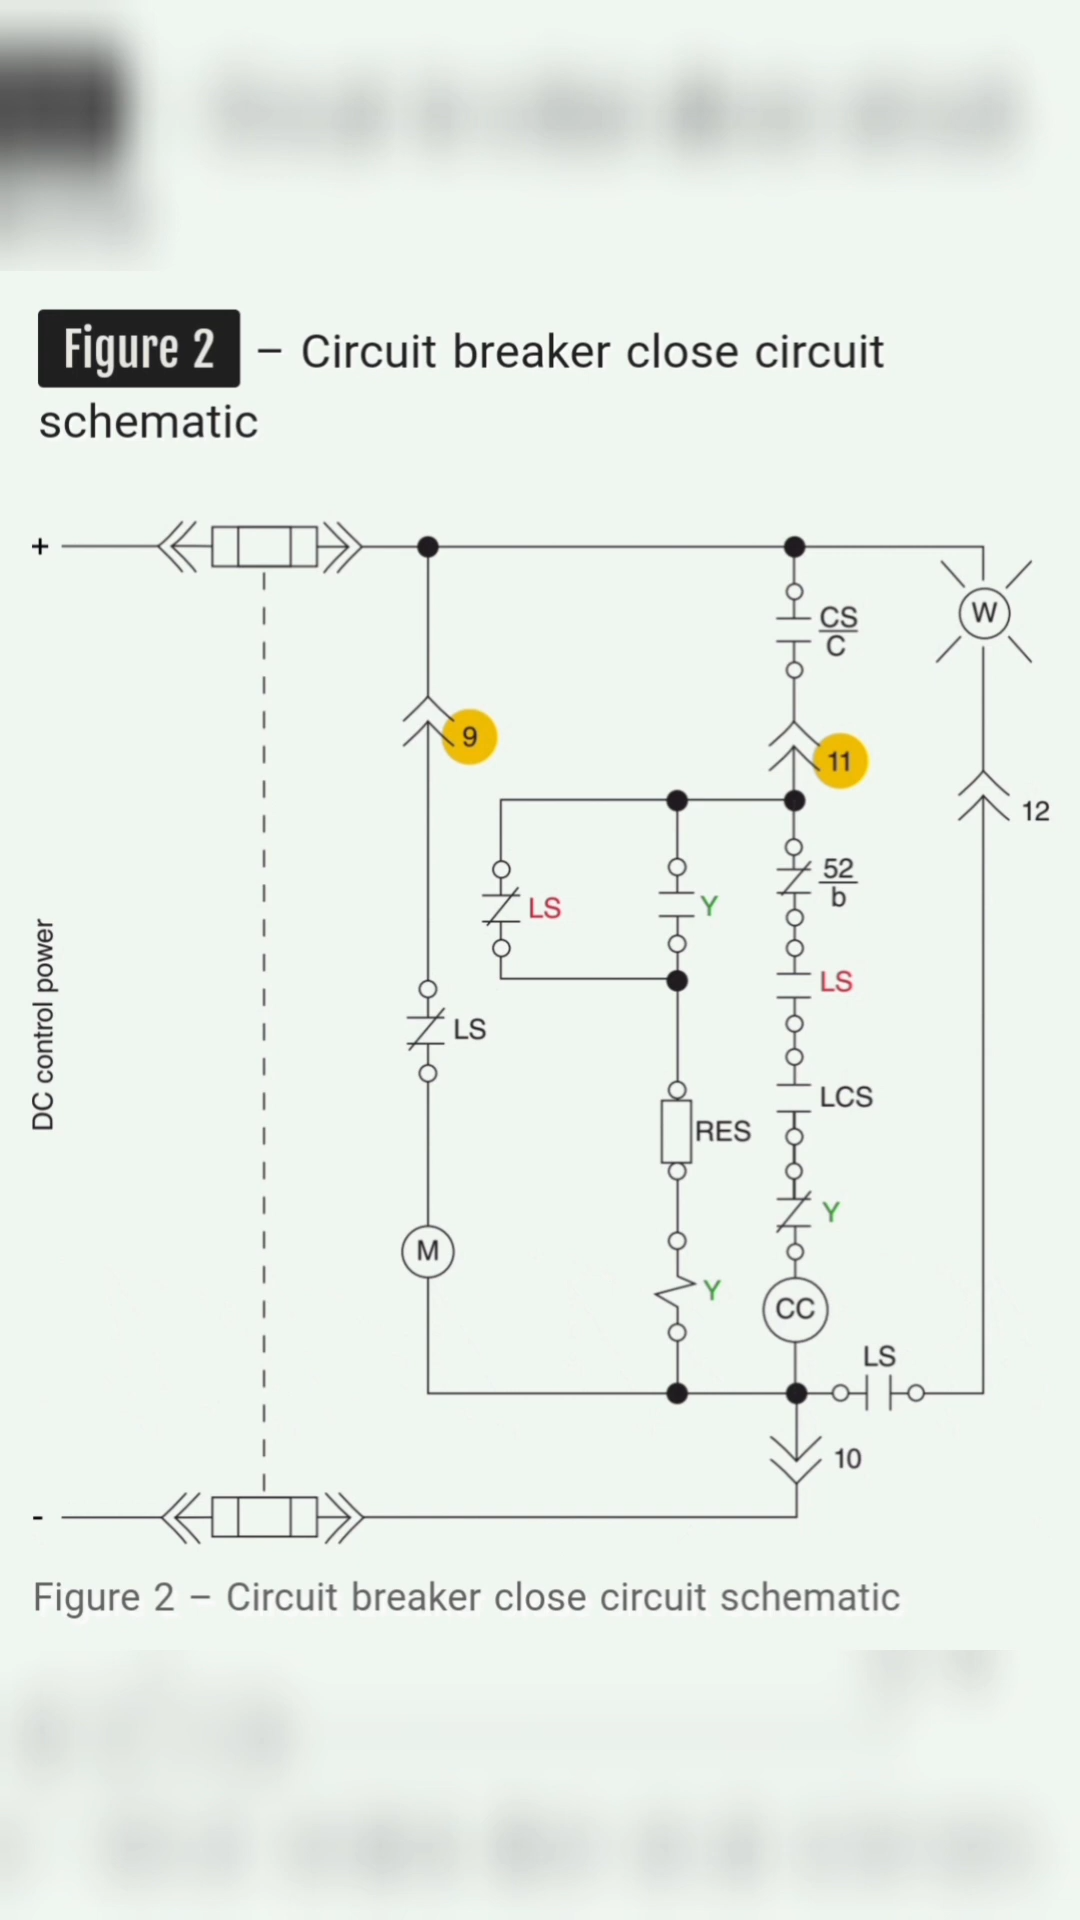 Figure 2 – Circuit breaker close circuit
schematic
+
W
CS
C
9
11
12
52
b
LS
Y
LS
DC control power
LS
LCS
RES
Y
M
Y
CC
LS
10
-
Figure 2 – Circuit breaker close circuit schematic